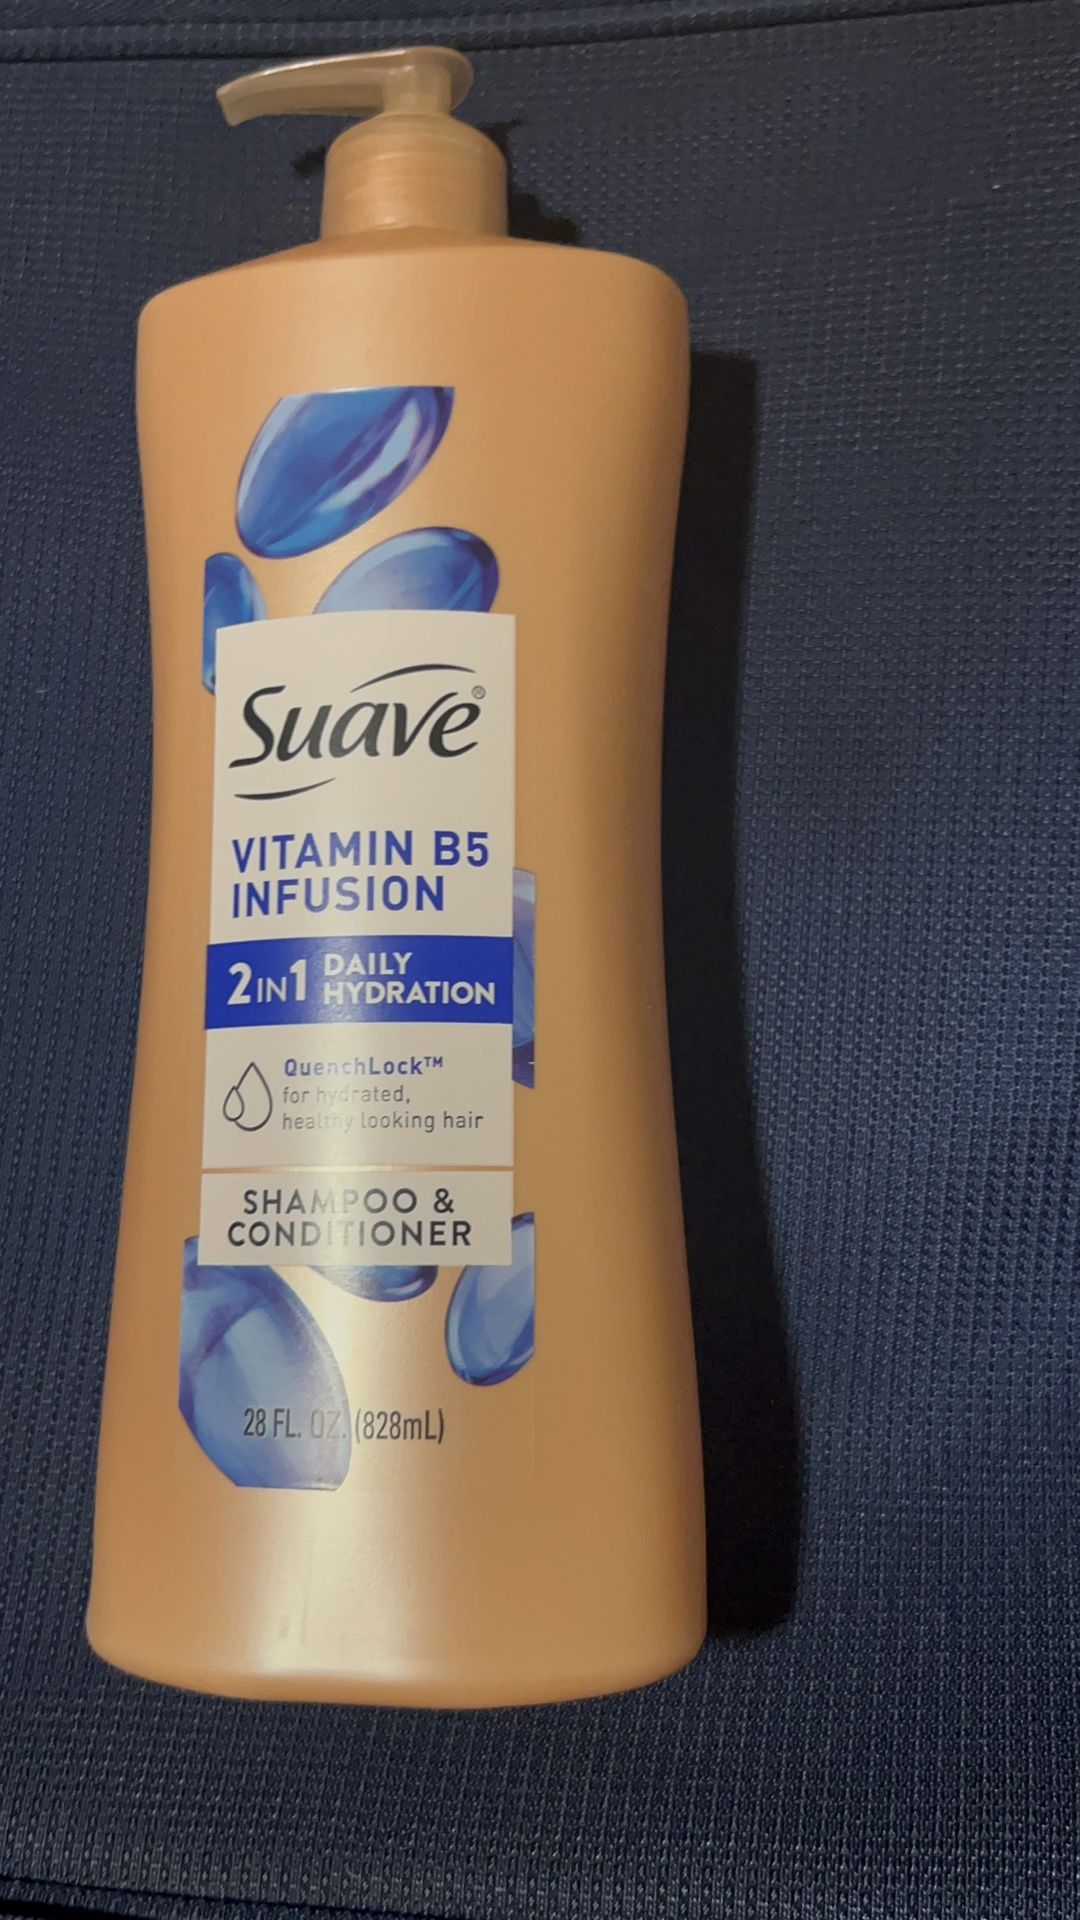 Suave®
VITAMIN B5
INFUSION
2IN1 DAILY
HYDRATION
QuenchLock™
for hydrated,
healthy looking hair
SHAMPOO &
CONDITIONER
28 FL. OZ. (828mL)